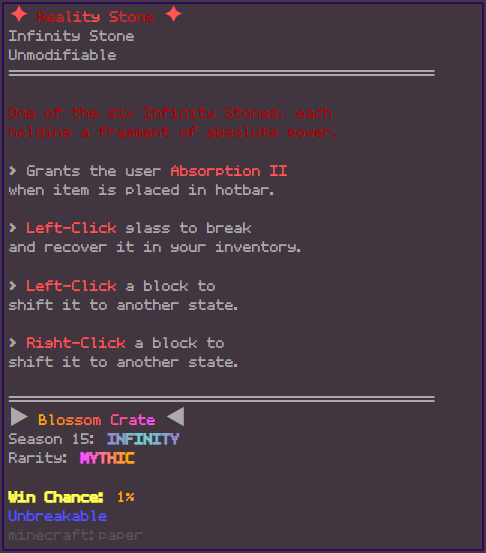 ✦ Reality Stone ✦
Infinity Stone
Unmodifiable
One of the six Infinity Stones, each
holding a fragment of absolute power.
> Grants the user Absorption II
when item is placed in hotbar.
> Left-Click glass to break
and recover it in your inventory.
> Left-Click a block to
shift it to another state.
> Right-Click a block to
shift it to another state.
▶ Blossom Crate ◀
Season 15: INFINITY
Rarity: MYTHIC
Win Chance: 1%
Unbreakable
minecraft:paper